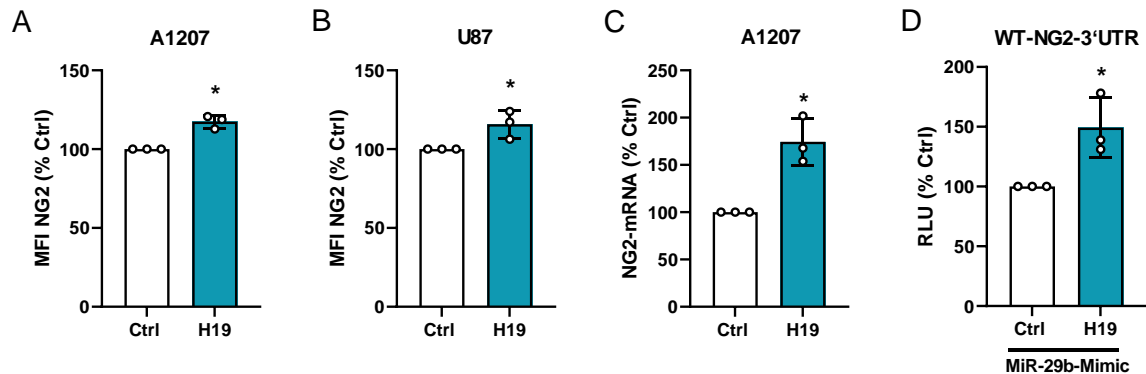 A
A1207
MFI NG2 (% Ctrl)
150
100
50
0
*
Ctrl H19
B
U87
MFI NG2 (% Ctrl)
150
100
50
0
*
Ctrl H19
C
A1207
NG2-mRNA (% Ctrl)
250
200
150
100
50
0
*
Ctrl H19
D
WT-NG2-3‘UTR
RLU (% Ctrl)
200
150
100
50
0
*
Ctrl H19
MiR-29b-Mimic